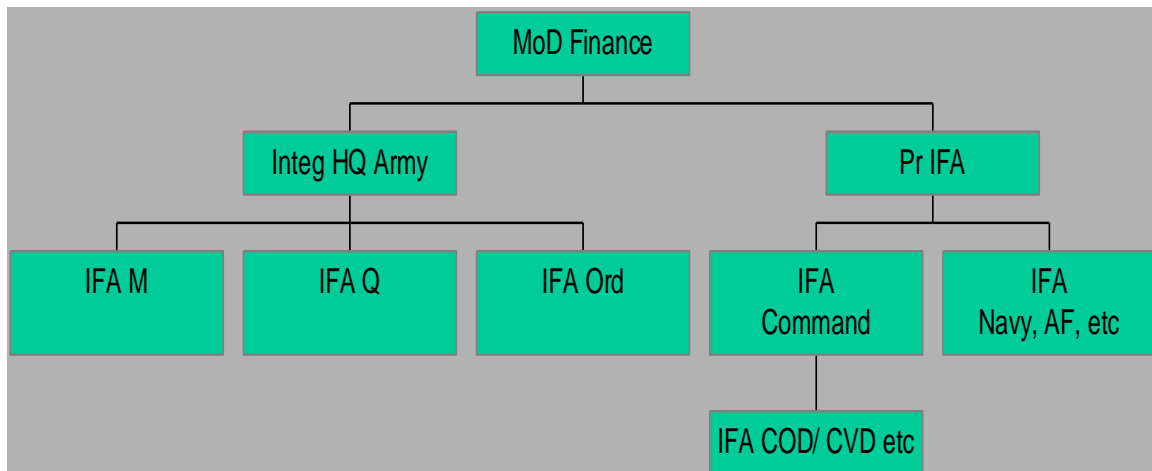 MoD Finance
Integ HQ Army
Pr IFA
IFA M
IFA Q
IFA Ord
IFA
Command
IFA
Navy, AF, etc
IFA COD/ CVD etc